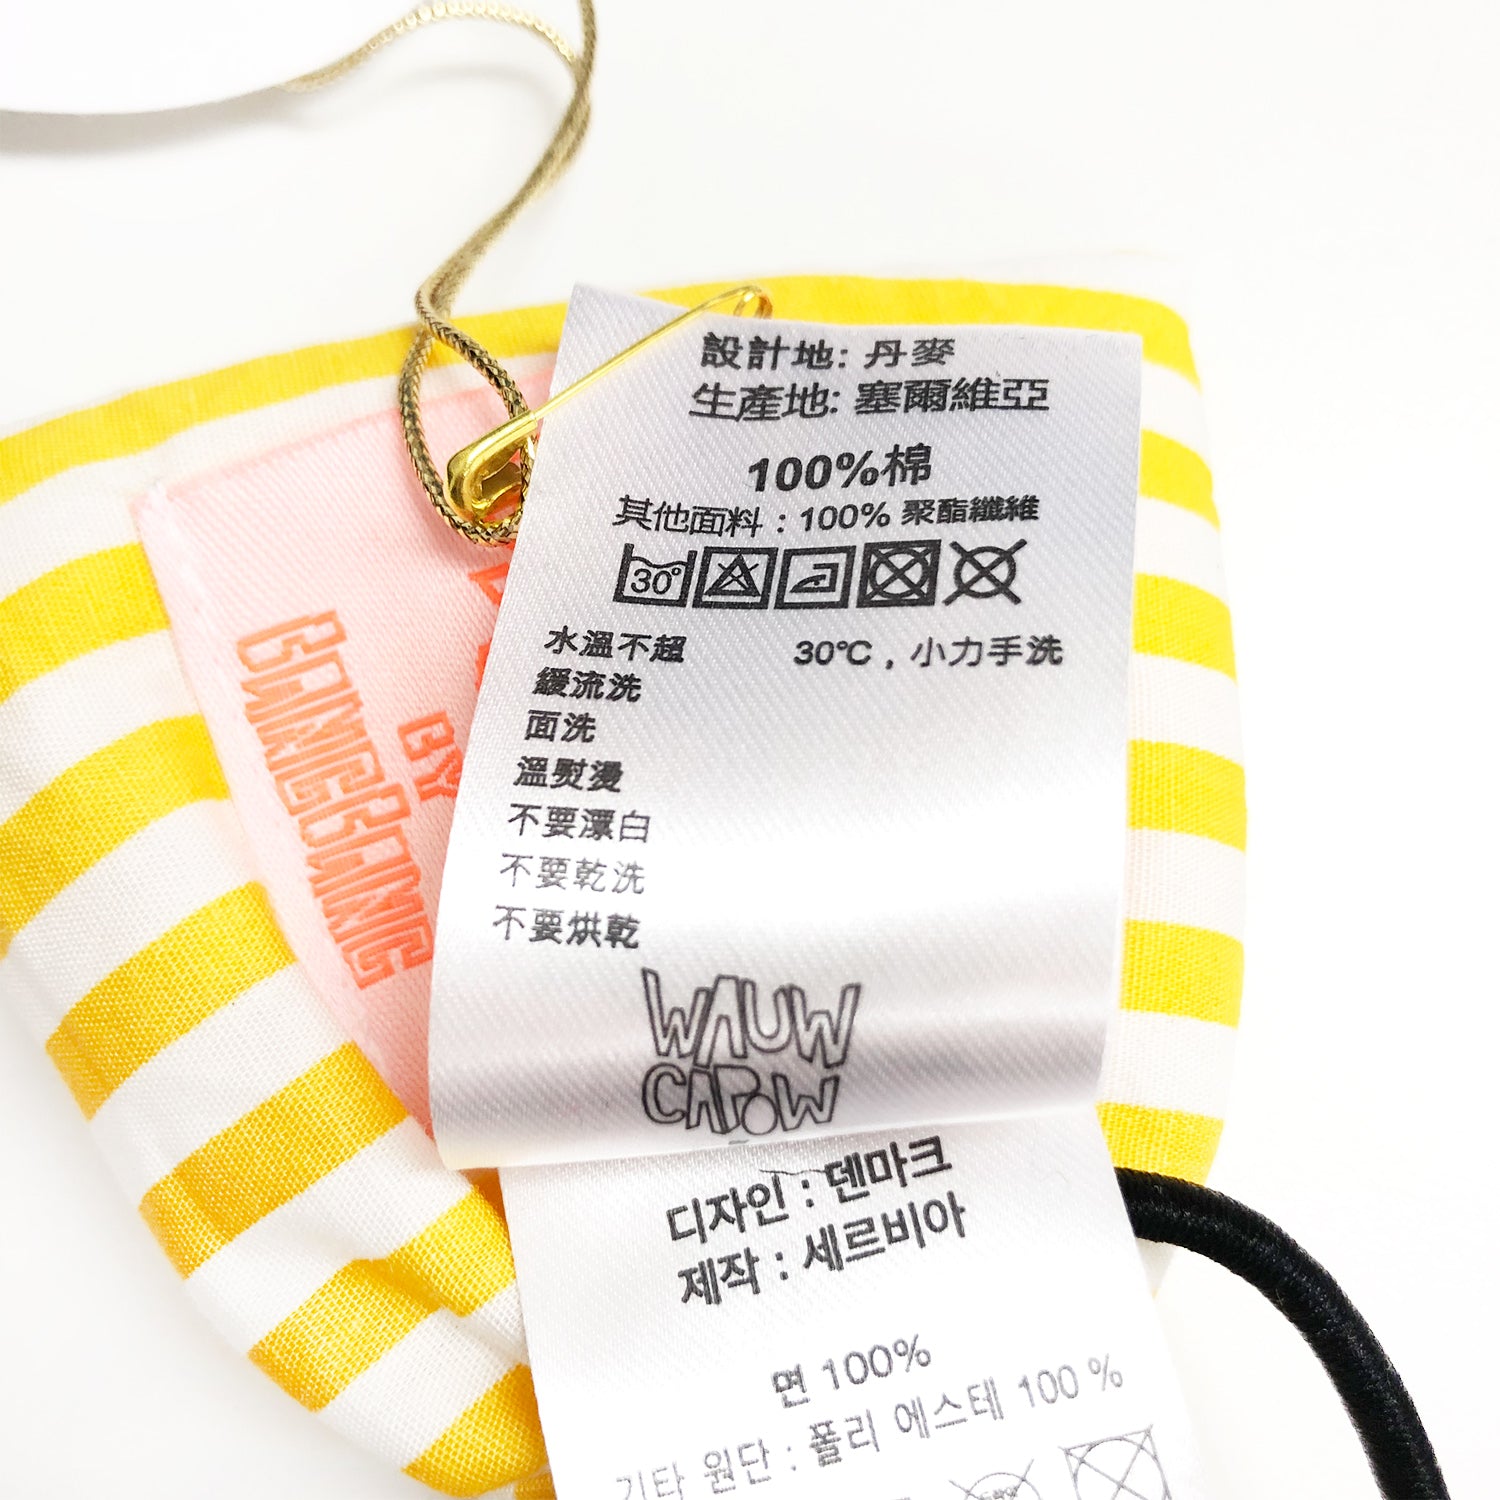 設計地: 丹麥
生產地: 塞爾維亞
100%棉
其他面料 : 100% 聚酯纖維
30°
水溫不超 30℃ , 小力手洗
緩流洗
面洗
溫熨燙
不要漂白
不要乾洗
不要烘乾
WAUW
CAPOW
BY
BANGBANG
디자인 : 덴마크
제작 : 세르비아
면 100%
기타 원단 : 폴리 에스테 100 %